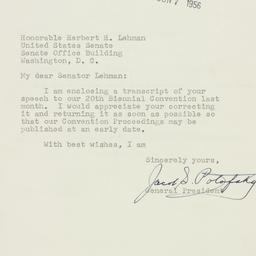 1956
Honorable Herbert H. Lehman
United States Senate
Senate Office Building
Washington, D. C.
My dear Senator Lehman:
I am enclosing a transcript of your
speech to our 20th Biennial Convention last
month. I would appreciate your correcting
it and returning it as soon as possible so
that our Convention Proceedings may be
published at an early date.
With best wishes, I am
Sincerely yours,
Jacob S. Potofsky
General President